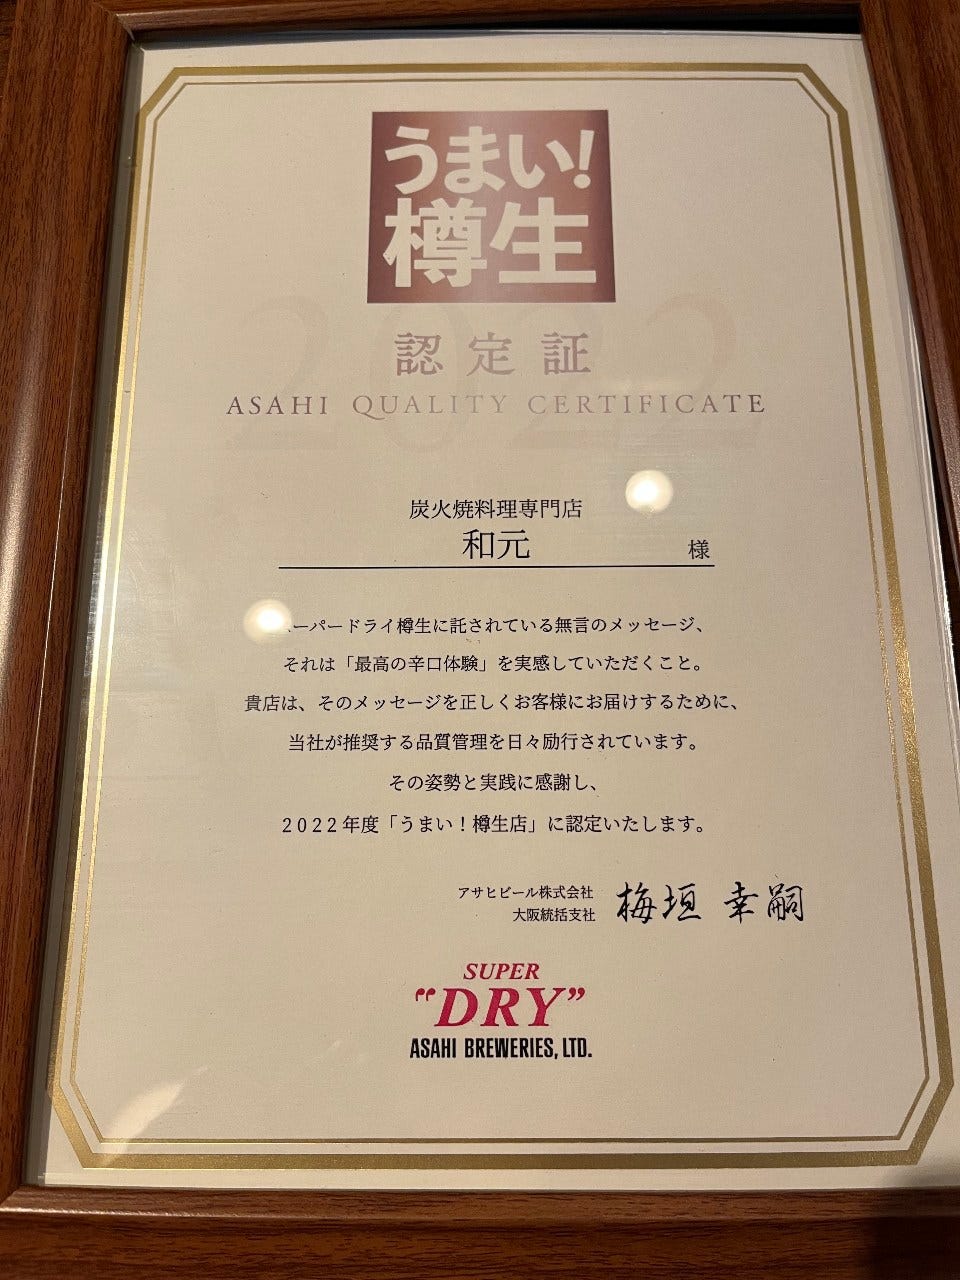 うまい!
樽生
2022
認定証
ASAHI QUALITY CERTIFICATE
炭火焼料理専門店
和元 様
ーパードライ樽生に託されている無言のメッセージ、
それは「最高の辛口体験」を実感していただくこと。
貴店は、そのメッセージを正しくお客様にお届けするために、
当社が推奨する品質管理を日々励行されています。
その姿勢と実践に感謝し、
2022年度「うまい！樽生店」に認定いたします。
アサヒビール株式会社
大阪統括支社 梅垣 幸嗣
SUPER
"DRY"
ASAHI BREWERIES, LTD.